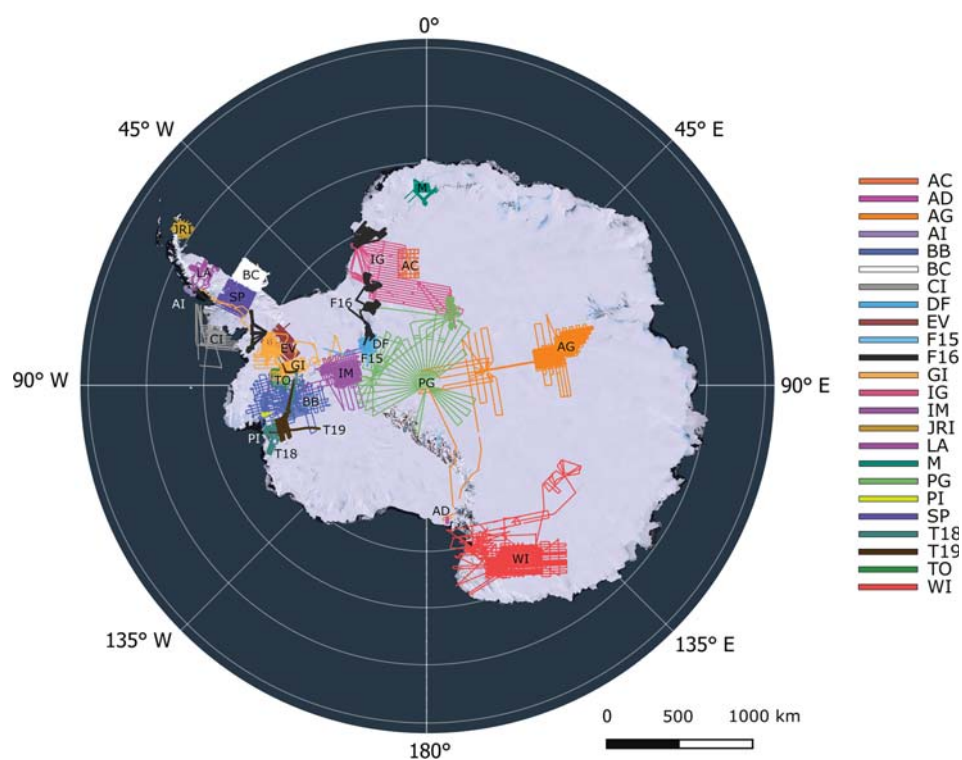 0°
45° W
45° E
M
JRI
IG
AC
LA
BC
SP
AI
F16
CI
DF
EV
F15
AG
GI
IM
90° W
TO
PG
90° E
BB
PI
T19
T18
AD
WI
135° W
135° E
180°
0 500 1000 km
AC
AD
AG
AI
BB
BC
CI
DF
EV
F15
F16
GI
IG
IM
JRI
LA
M
PG
PI
SP
T18
T19
TO
WI